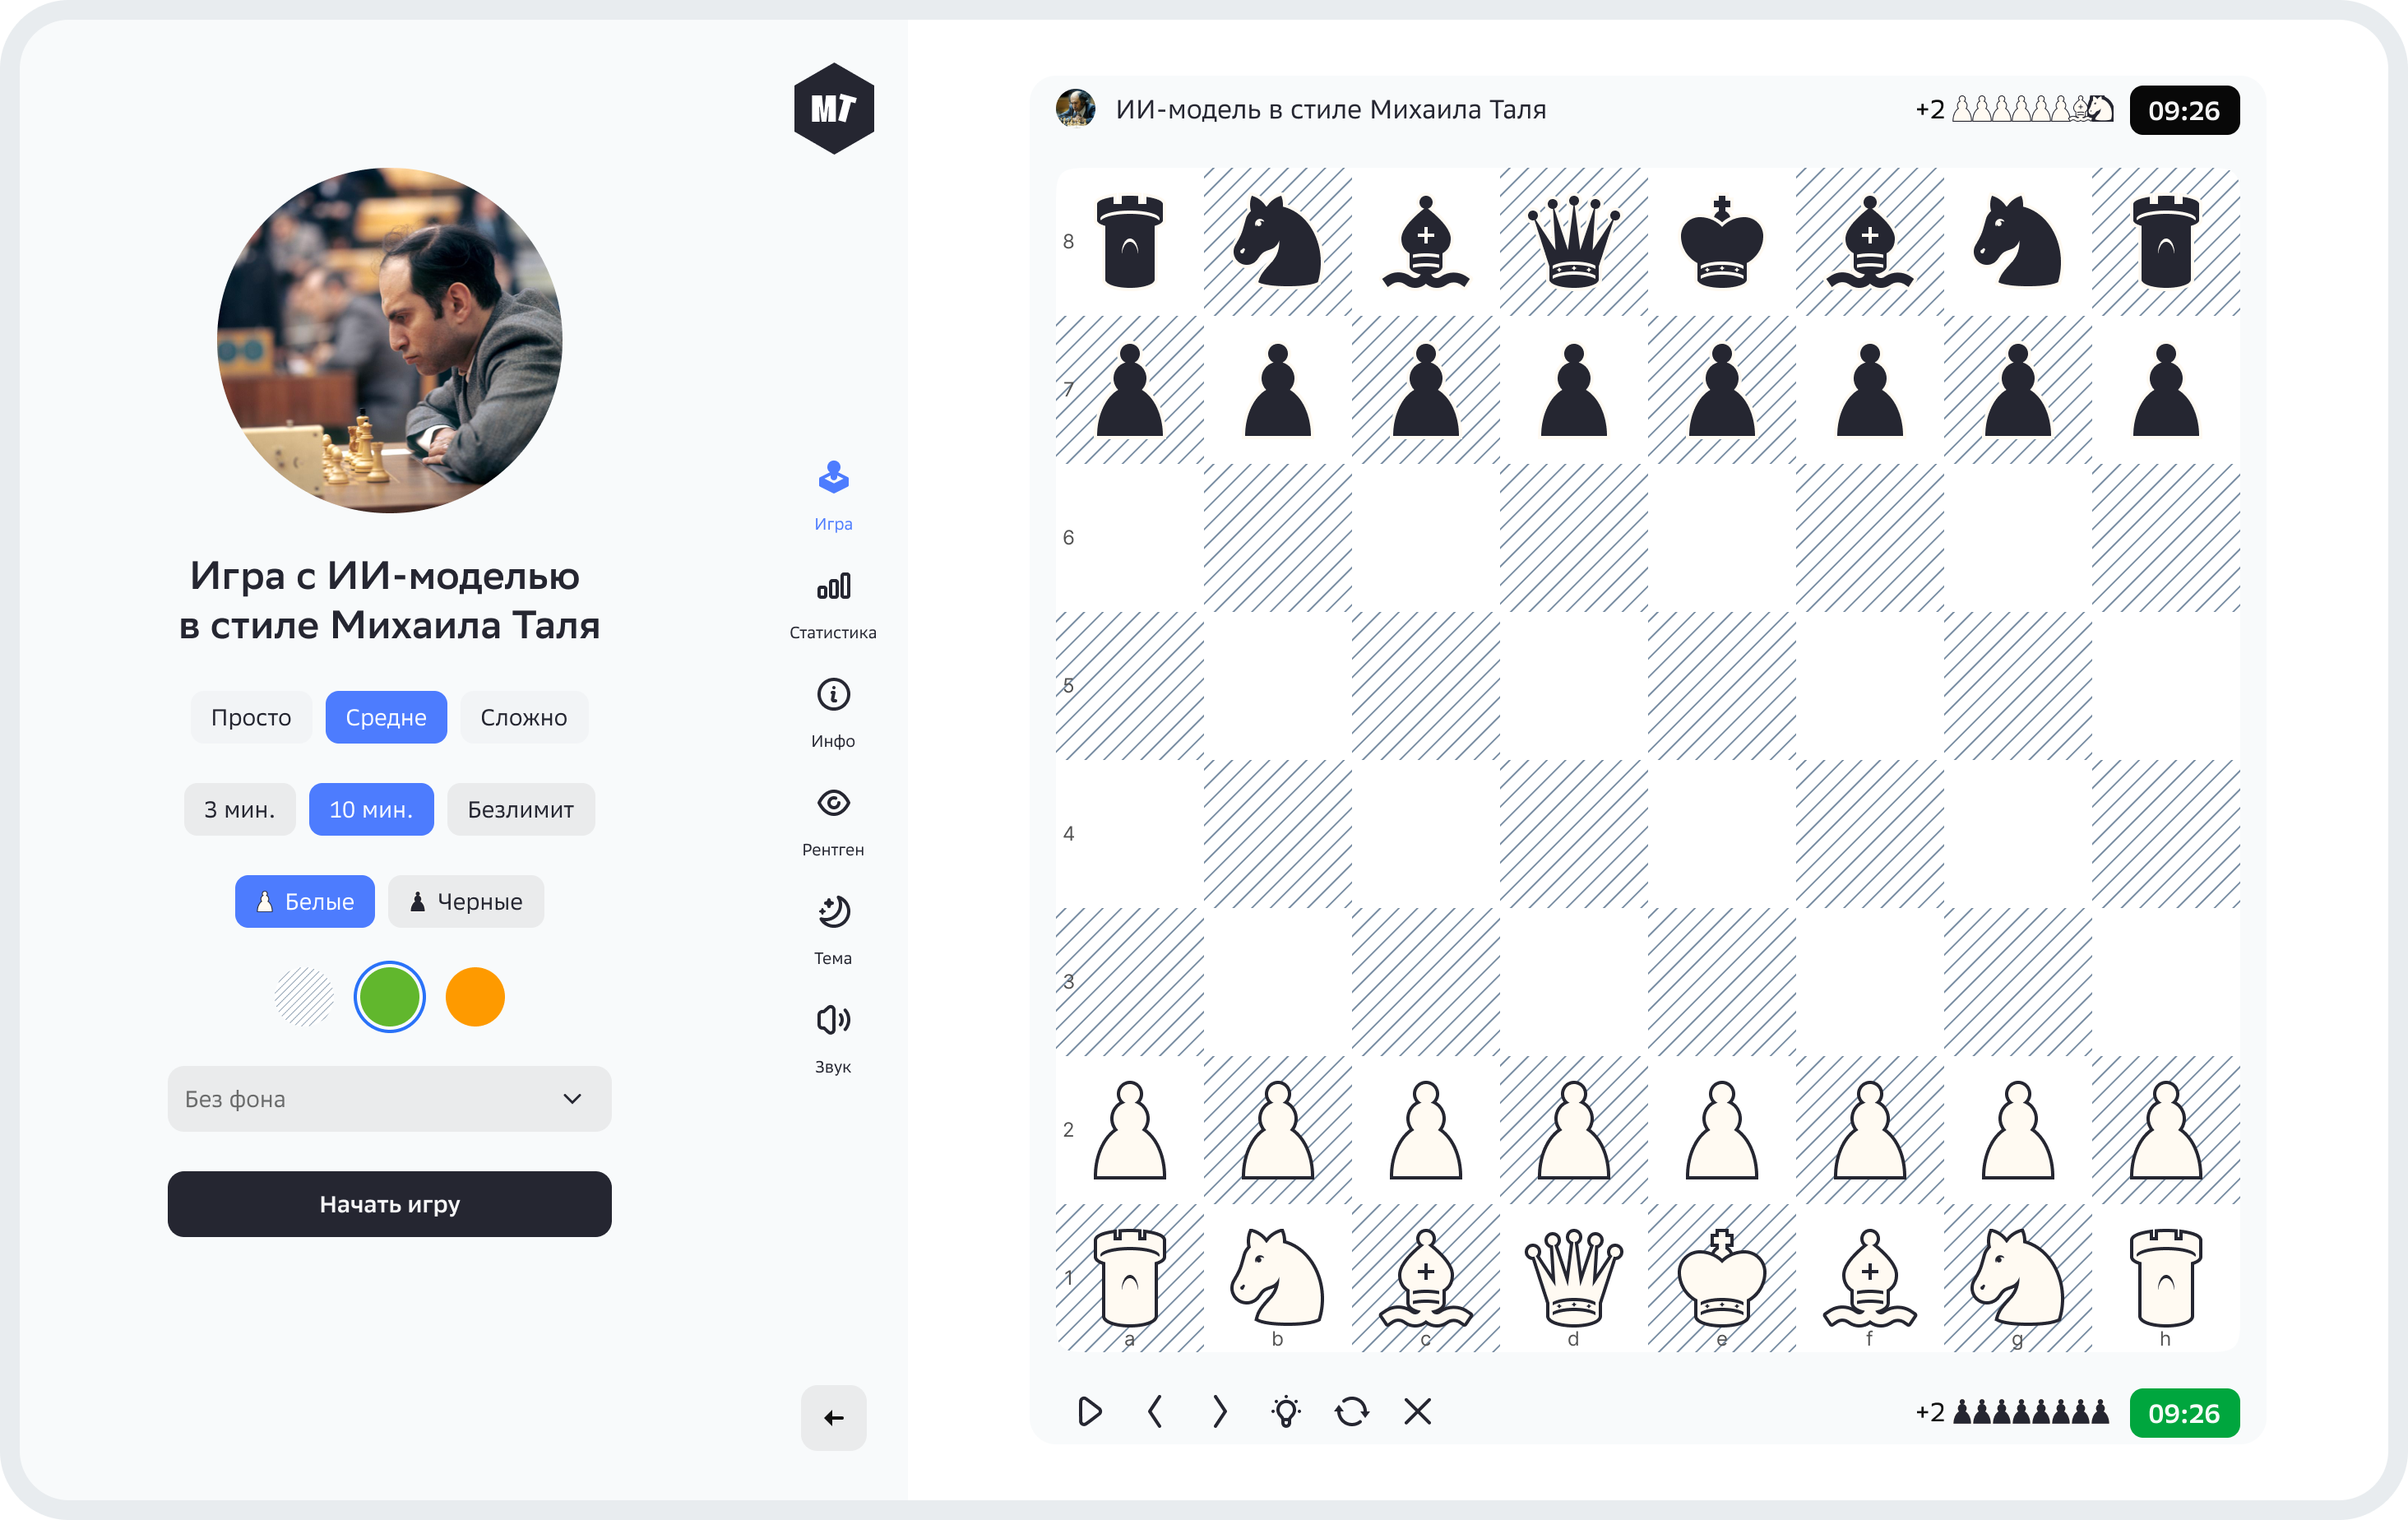 МТ
Игра с ИИ-моделью
в стиле Михаила Таля
Просто Средне Сложно
3 мин. 10 мин. Безлимит
Белые Черные
Без фона
Начать игру
Игра
Статистика
Инфо
Рентген
Тема
Звук
ИИ-модель в стиле Михаила Таля
+2 09:26
8
7
6
5
4
3
2
1
a b c d e f g h
+2 09:26